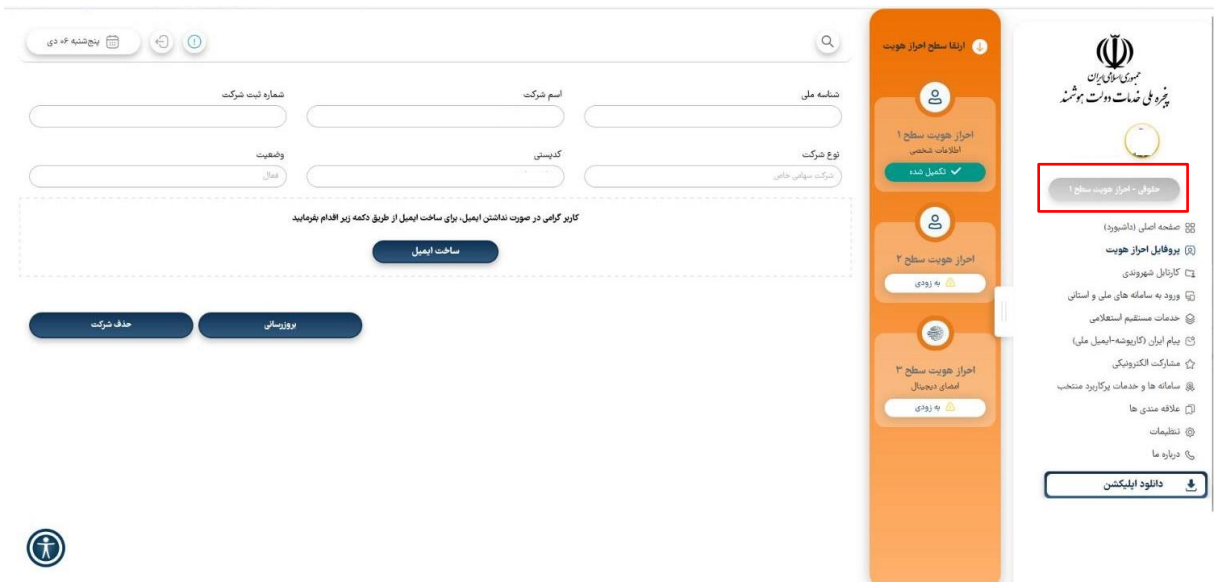 جمهوری اسلامی ایران
پنجره ملی خدمات دولت هوشمند
حقوقی - احراز هویت سطح ۱
صفحه اصلی (داشبورد)
پروفایل احراز هویت
کارتابل شهروندی
ورود به سامانه های ملی و استانی
خدمات مستقیم استعلامی
پیام ایران (کارپوشه-ایمیل ملی)
مشارکت الکترونیکی
سامانه ها و خدمات پرکاربرد منتخب
علاقه مندی ها
تنظیمات
درباره ما
دانلود اپلیکشن
ارتقا سطح احراز هویت
احراز هویت سطح ۱
اطلاعات شخصی
تکمیل شده
احراز هویت سطح ۲
به زودی
احراز هویت سطح ۳
امضای دیجیتال
به زودی
پنج‌شنبه ۰۶ دی
شناسه ملی
اسم شرکت
شماره ثبت شرکت
نوع شرکت
کدپستی
وضعیت
شرکت سهامی خاص
فعال
کاربر گرامی در صورت نداشتن ایمیل، برای ساخت ایمیل از طریق دکمه زیر اقدام بفرمایید
ساخت ایمیل
بروزرسانی
حذف شرکت